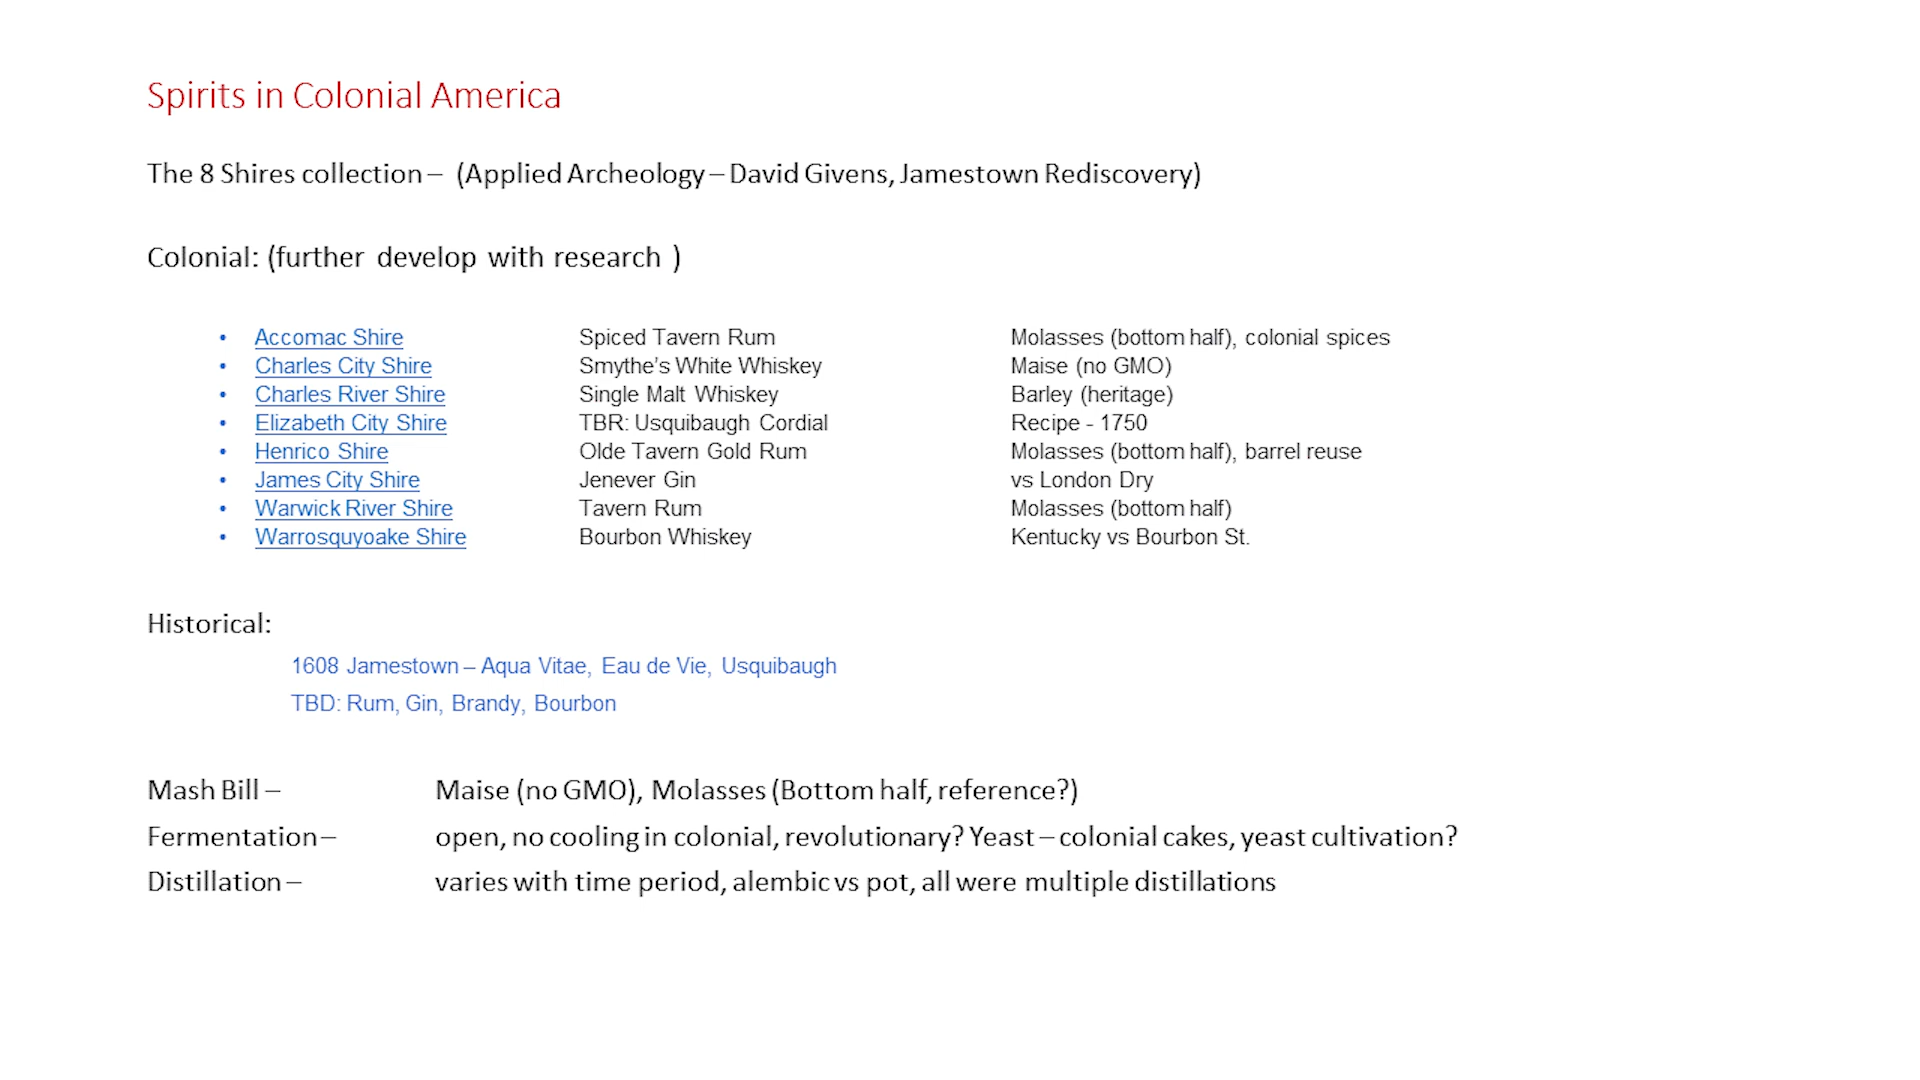 Spirits in Colonial America
The 8 Shires collection – (Applied Archeology – David Givens, Jamestown Rediscovery)
Colonial: (further develop with research )
• Accomac Shire Spiced Tavern Rum Molasses (bottom half), colonial spices
• Charles City Shire Smythe’s White Whiskey Maise (no GMO)
• Charles River Shire Single Malt Whiskey Barley (heritage)
• Elizabeth City Shire TBR: Usquibaugh Cordial Recipe - 1750
• Henrico Shire Olde Tavern Gold Rum Molasses (bottom half), barrel reuse
• James City Shire Jenever Gin vs London Dry
• Warwick River Shire Tavern Rum Molasses (bottom half)
• Warrosquyoake Shire Bourbon Whiskey Kentucky vs Bourbon St.
Historical:
1608 Jamestown – Aqua Vitae, Eau de Vie, Usquibaugh
TBD: Rum, Gin, Brandy, Bourbon
Mash Bill – Maise (no GMO), Molasses (Bottom half, reference?)
Fermentation – open, no cooling in colonial, revolutionary? Yeast – colonial cakes, yeast cultivation?
Distillation – varies with time period, alembic vs pot, all were multiple distillations